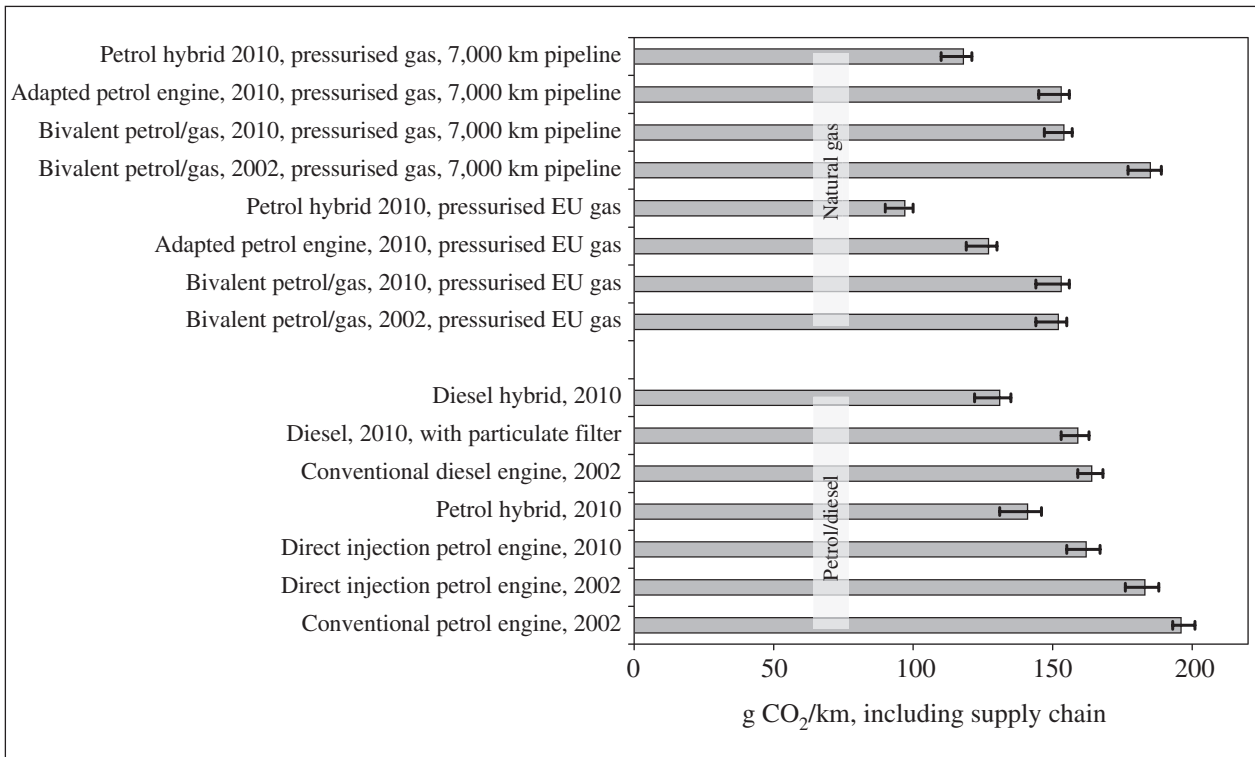 Petrol hybrid 2010, pressurised gas, 7,000 km pipeline
Adapted petrol engine, 2010, pressurised gas, 7,000 km pipeline
Bivalent petrol/gas, 2010, pressurised gas, 7,000 km pipeline
Bivalent petrol/gas, 2002, pressurised gas, 7,000 km pipeline
Petrol hybrid 2010, pressurised EU gas
Adapted petrol engine, 2010, pressurised EU gas
Bivalent petrol/gas, 2010, pressurised EU gas
Bivalent petrol/gas, 2002, pressurised EU gas
Natural gas
Diesel hybrid, 2010
Diesel, 2010, with particulate filter
Conventional diesel engine, 2002
Petrol hybrid, 2010
Direct injection petrol engine, 2010
Direct injection petrol engine, 2002
Conventional petrol engine, 2002
Petrol/diesel
0 50 100 150 200
g CO₂/km, including supply chain